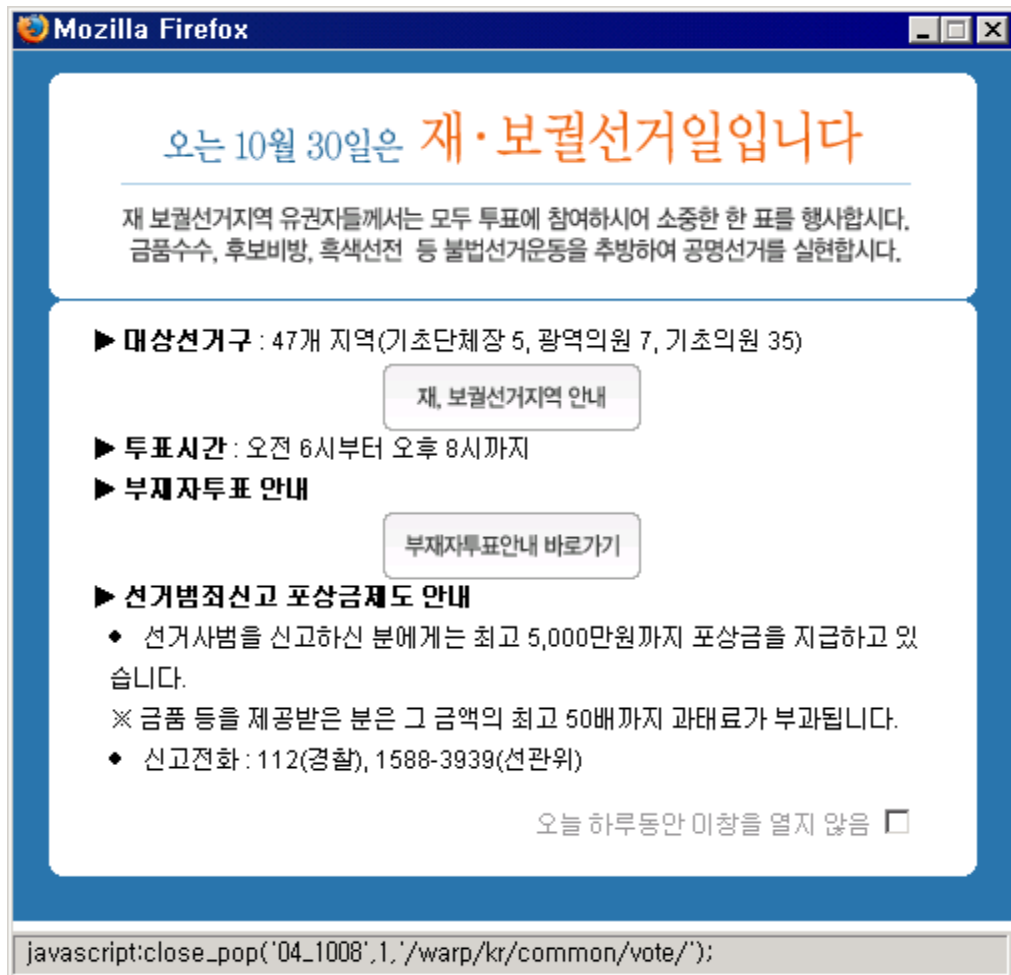 Mozilla Firefox
오는 10월 30일은 재·보궐선거일입니다
재 보궐선거지역 유권자들께서는 모두 투표에 참여하시어 소중한 한 표를 행사합시다.
금품수수, 후보비방, 흑색선전 등 불법선거운동을 추방하여 공명선거를 실현합시다.
▶ 대상선거구 : 47개 지역(기초단체장 5, 광역의원 7, 기초의원 35)
재, 보궐선거지역 안내
▶ 투표시간 : 오전 6시부터 오후 8시까지
▶ 부재자투표 안내
부재자투표안내 바로가기
▶ 선거범죄신고 포상금제도 안내
◆ 선거사범을 신고하신 분에게는 최고 5,000만원까지 포상금을 지급하고 있
습니다.
※ 금품 등을 제공받은 분은 그 금액의 최고 50배까지 과태료가 부과됩니다.
◆ 신고전화 : 112(경찰), 1588-3939(선관위)
오늘 하루동안 이창을 열지 않음
javascript:close_pop('04_1008',1,'/warp/kr/common/vote/');